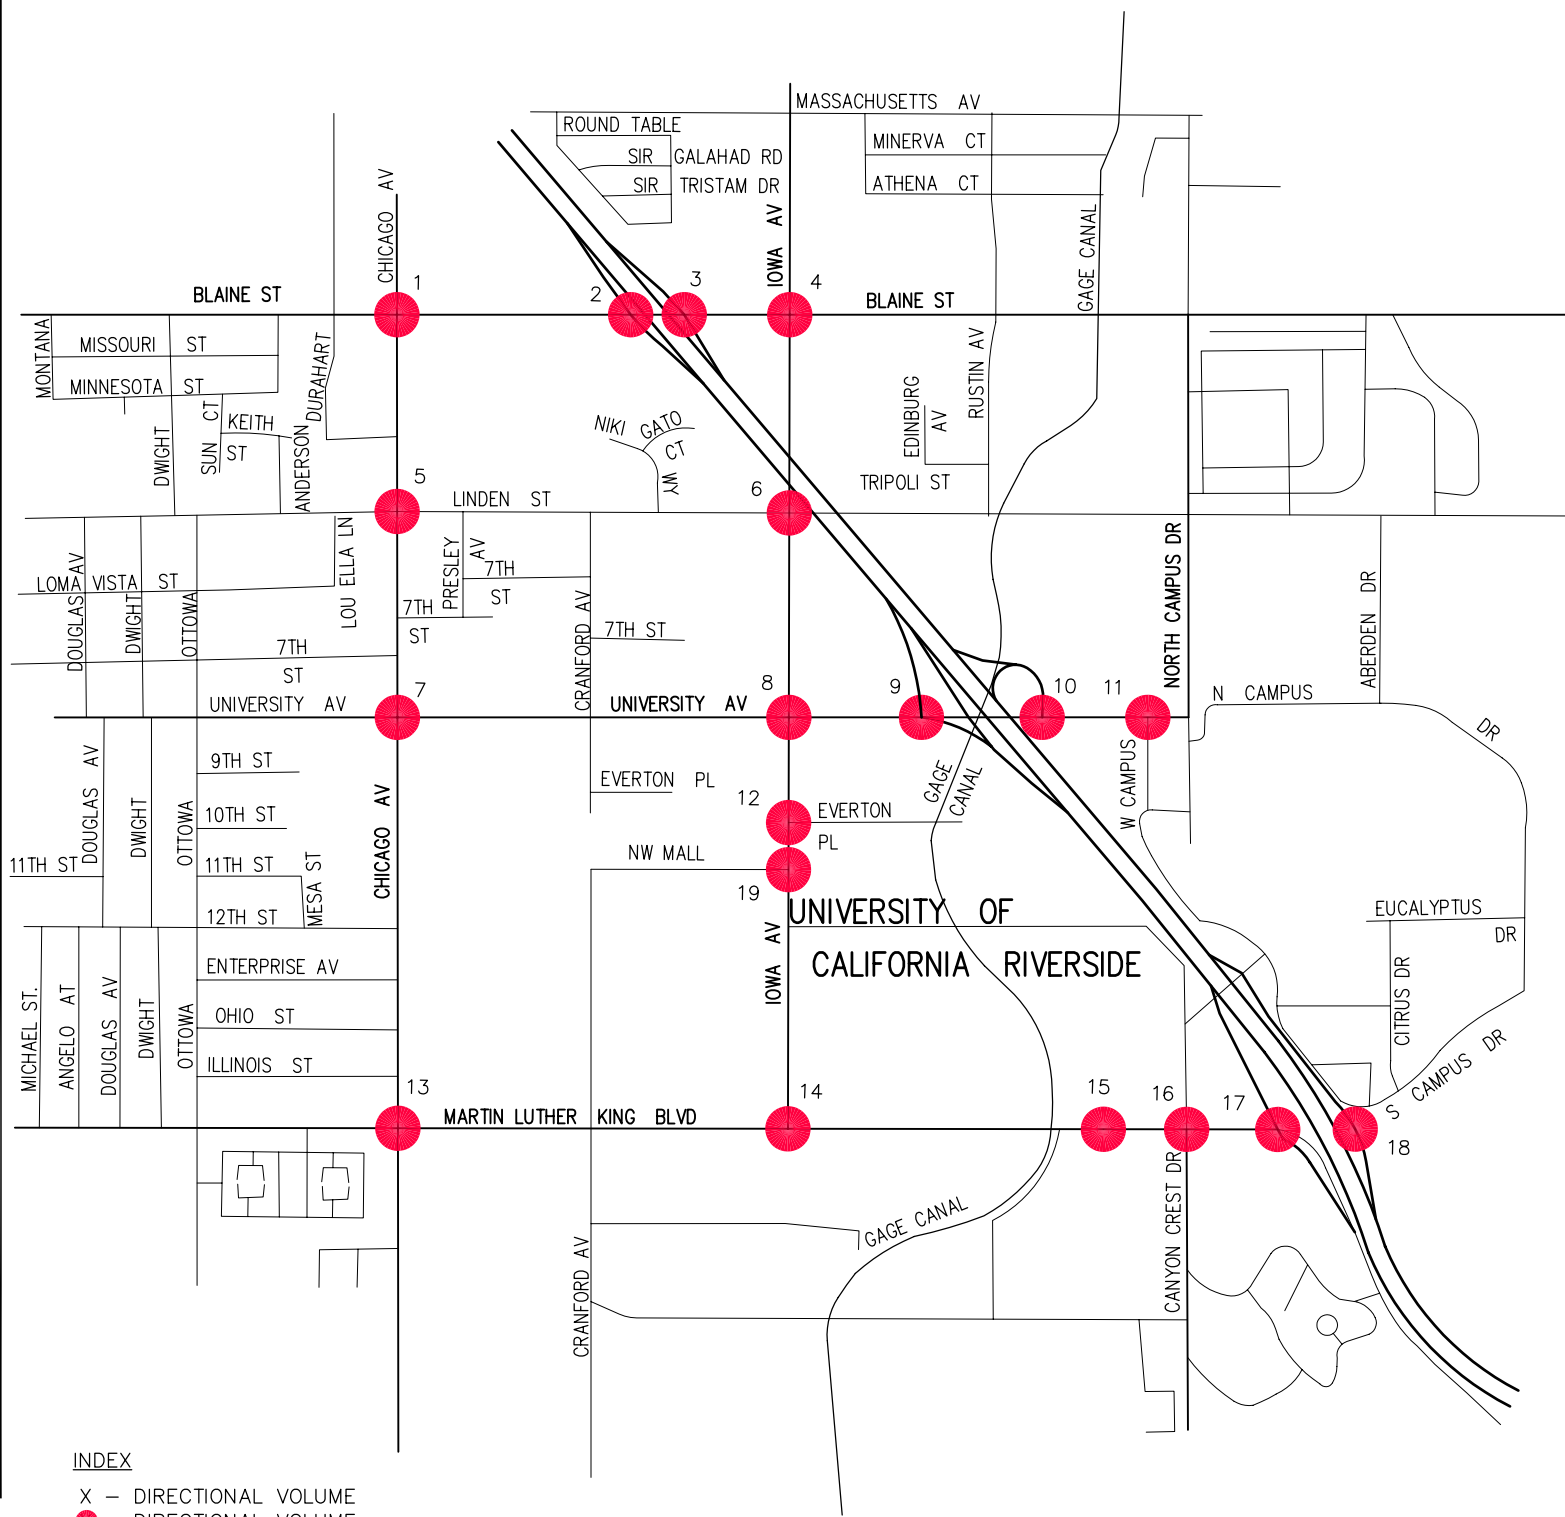 MASSACHUSETTS AV
ROUND TABLE
SIR GALAHAD RD
SIR TRISTAM DR
MINERVA CT
ATHENA CT
CHICAGO AV
IOWA AV
GAGE CANAL
1
2
3
4
BLAINE ST
BLAINE ST
MONTANA
MISSOURI ST
MINNESOTA ST
DURAHART
SUN CT
KEITH ST
DWIGHT
ANDERSON
NIKI GATO CT
WY
EDINBURG AV
RUSTIN AV
TRIPOLI ST
5
6
LINDEN ST
LOU ELLA LN
PRESLEY AV
7TH ST
7TH ST
CRANFORD AV
7TH ST
NORTH CAMPUS DR
ABERDEN DR
LOMA VISTA ST
DOUGLAS AV
DWIGHT
OTTOWA
7TH ST
7
8
9
10
11
UNIVERSITY AV
UNIVERSITY AV
N CAMPUS DR
W CAMPUS
9TH ST
EVERTON PL
GAGE CANAL
DOUGLAS AV
DWIGHT
OTTOWA
10TH ST
12
EVERTON PL
CHICAGO AV
11TH ST
11TH ST
MESA ST
NW MALL
19
12TH ST
UNIVERSITY OF
CALIFORNIA RIVERSIDE
EUCALYPTUS DR
CITRUS DR
IOWA AV
ENTERPRISE AV
MICHAEL ST.
ANGELO AT
DOUGLAS AV
DWIGHT
OTTOWA
OHIO ST
ILLINOIS ST
S CAMPUS DR
13
14
15
16
17
18
MARTIN LUTHER KING BLVD
CANYON CREST DR
GAGE CANAL
CRANFORD AV
INDEX
X – DIRECTIONAL VOLUME
DIRECTIONAL VOLUME